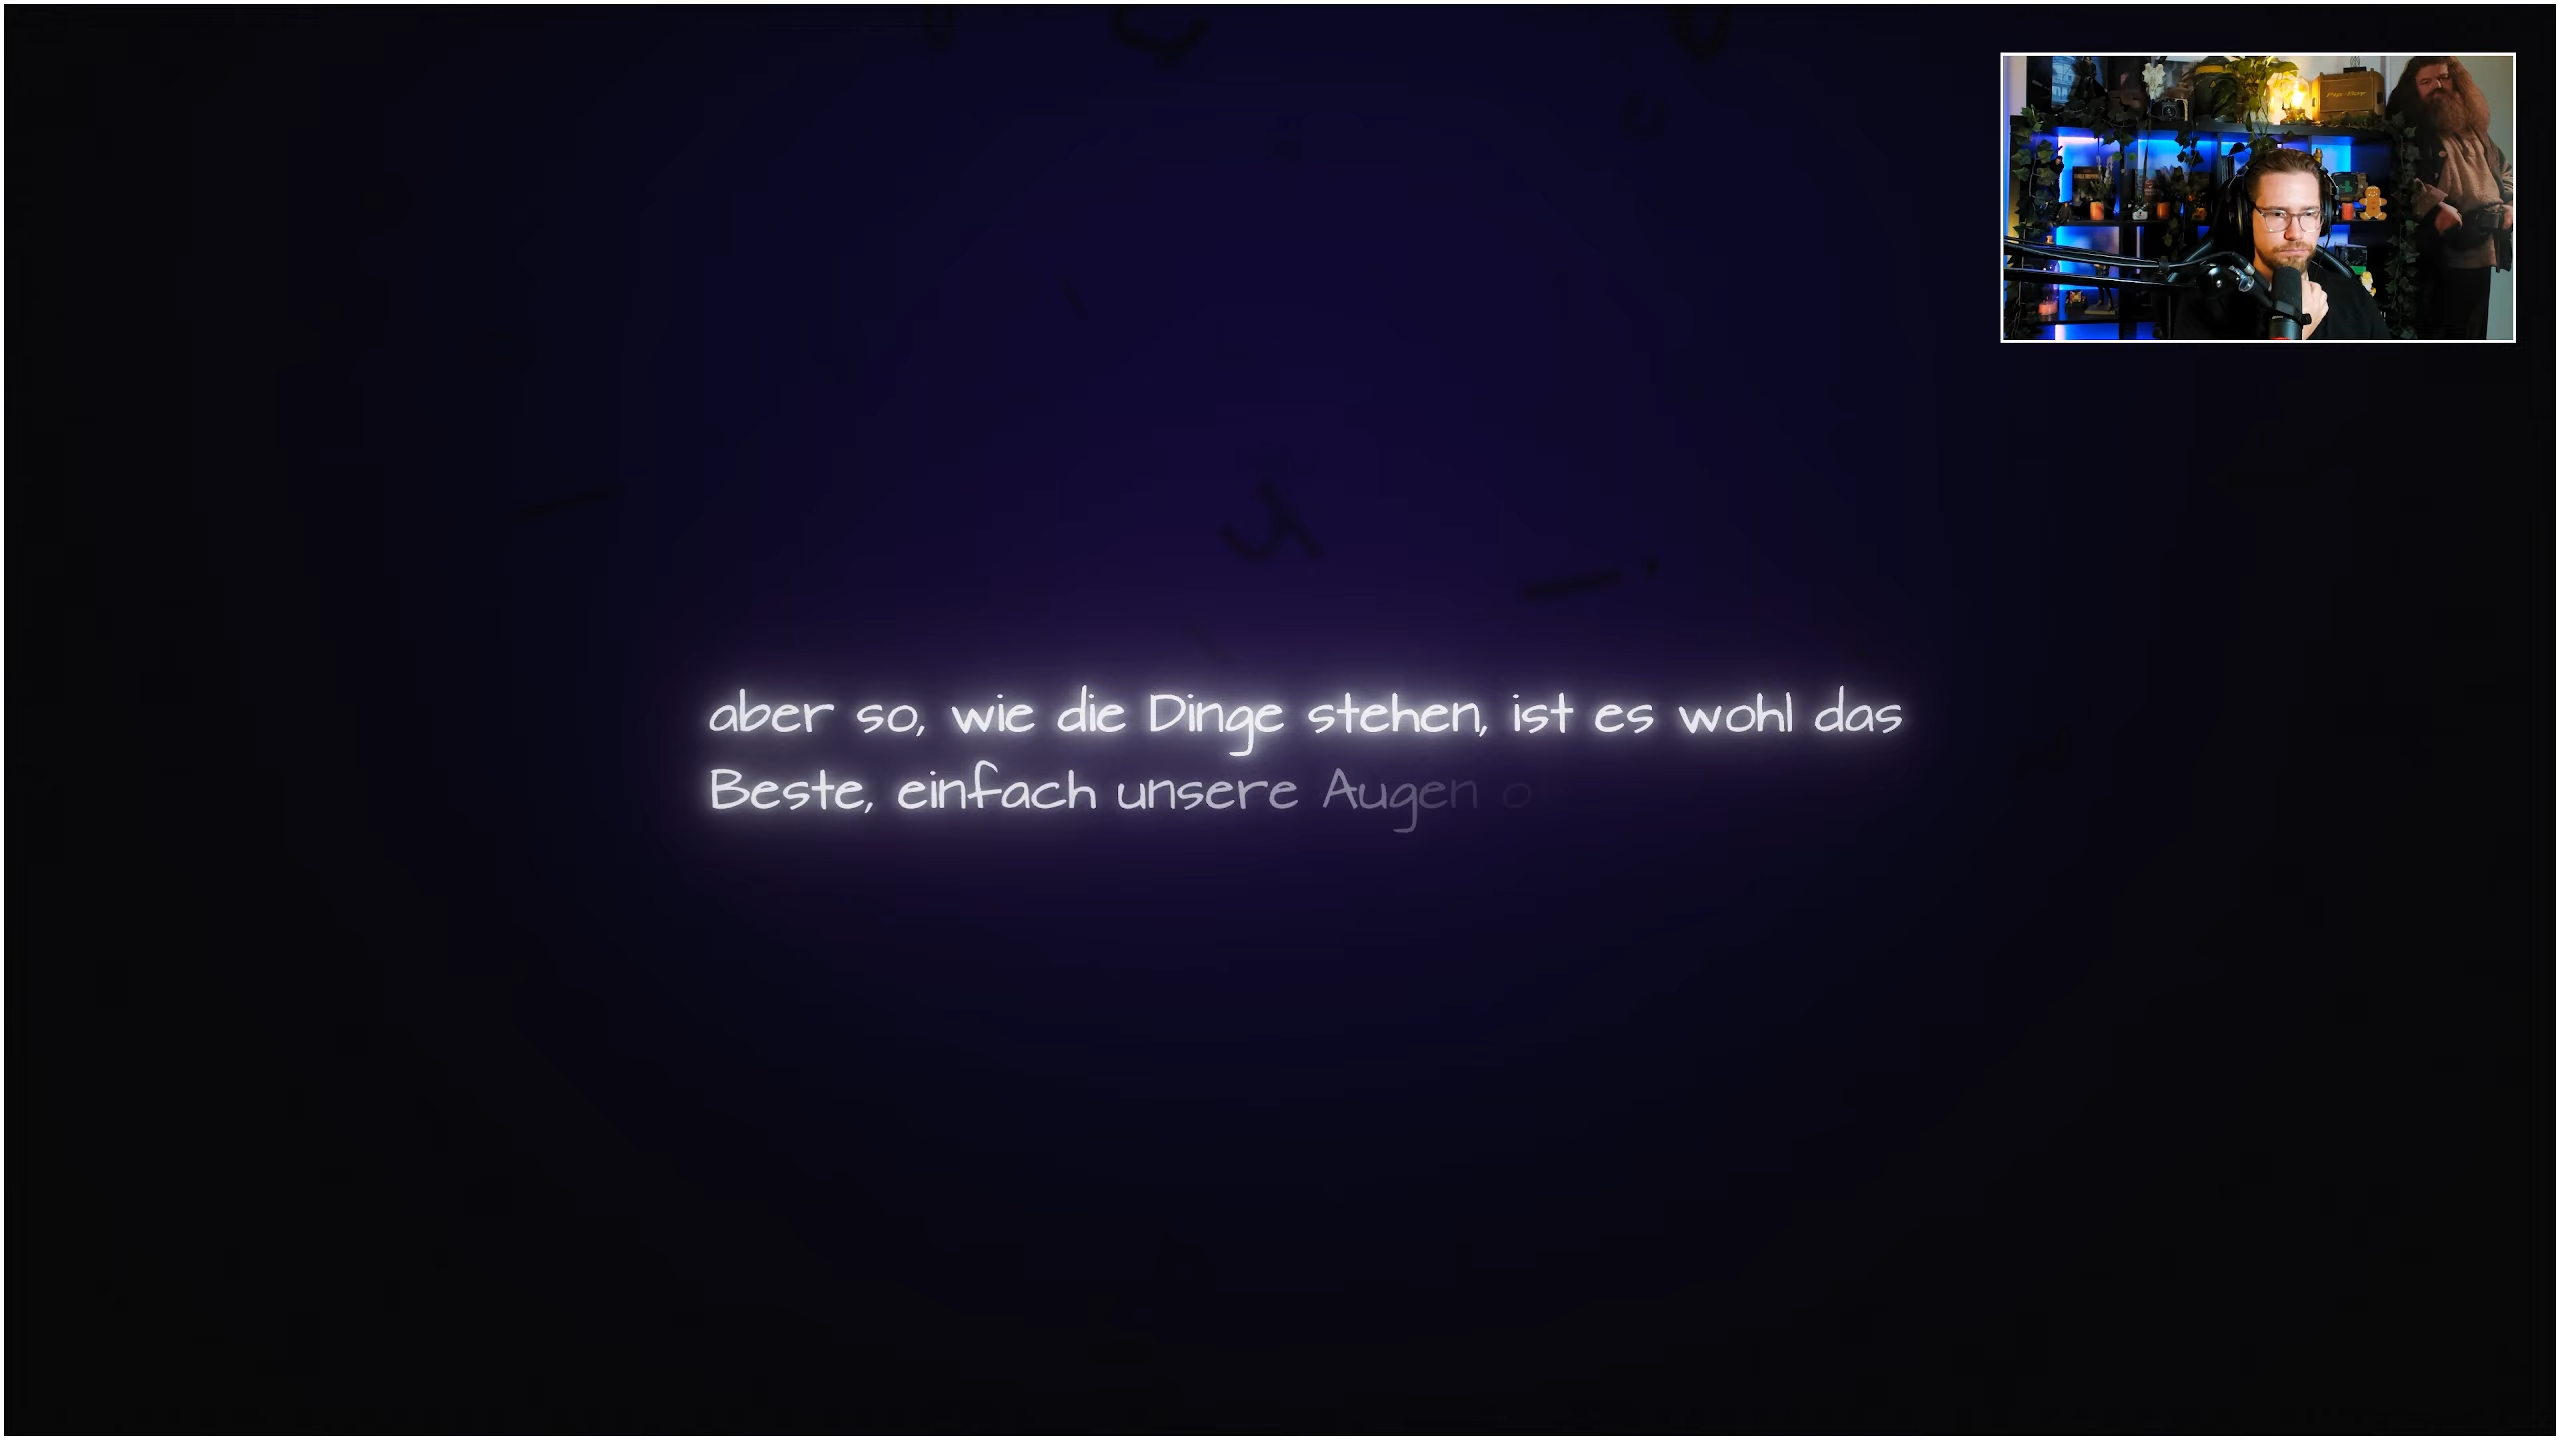 aber so, wie die Dinge stehen, ist es wohl das
Beste, einfach unsere Augen o